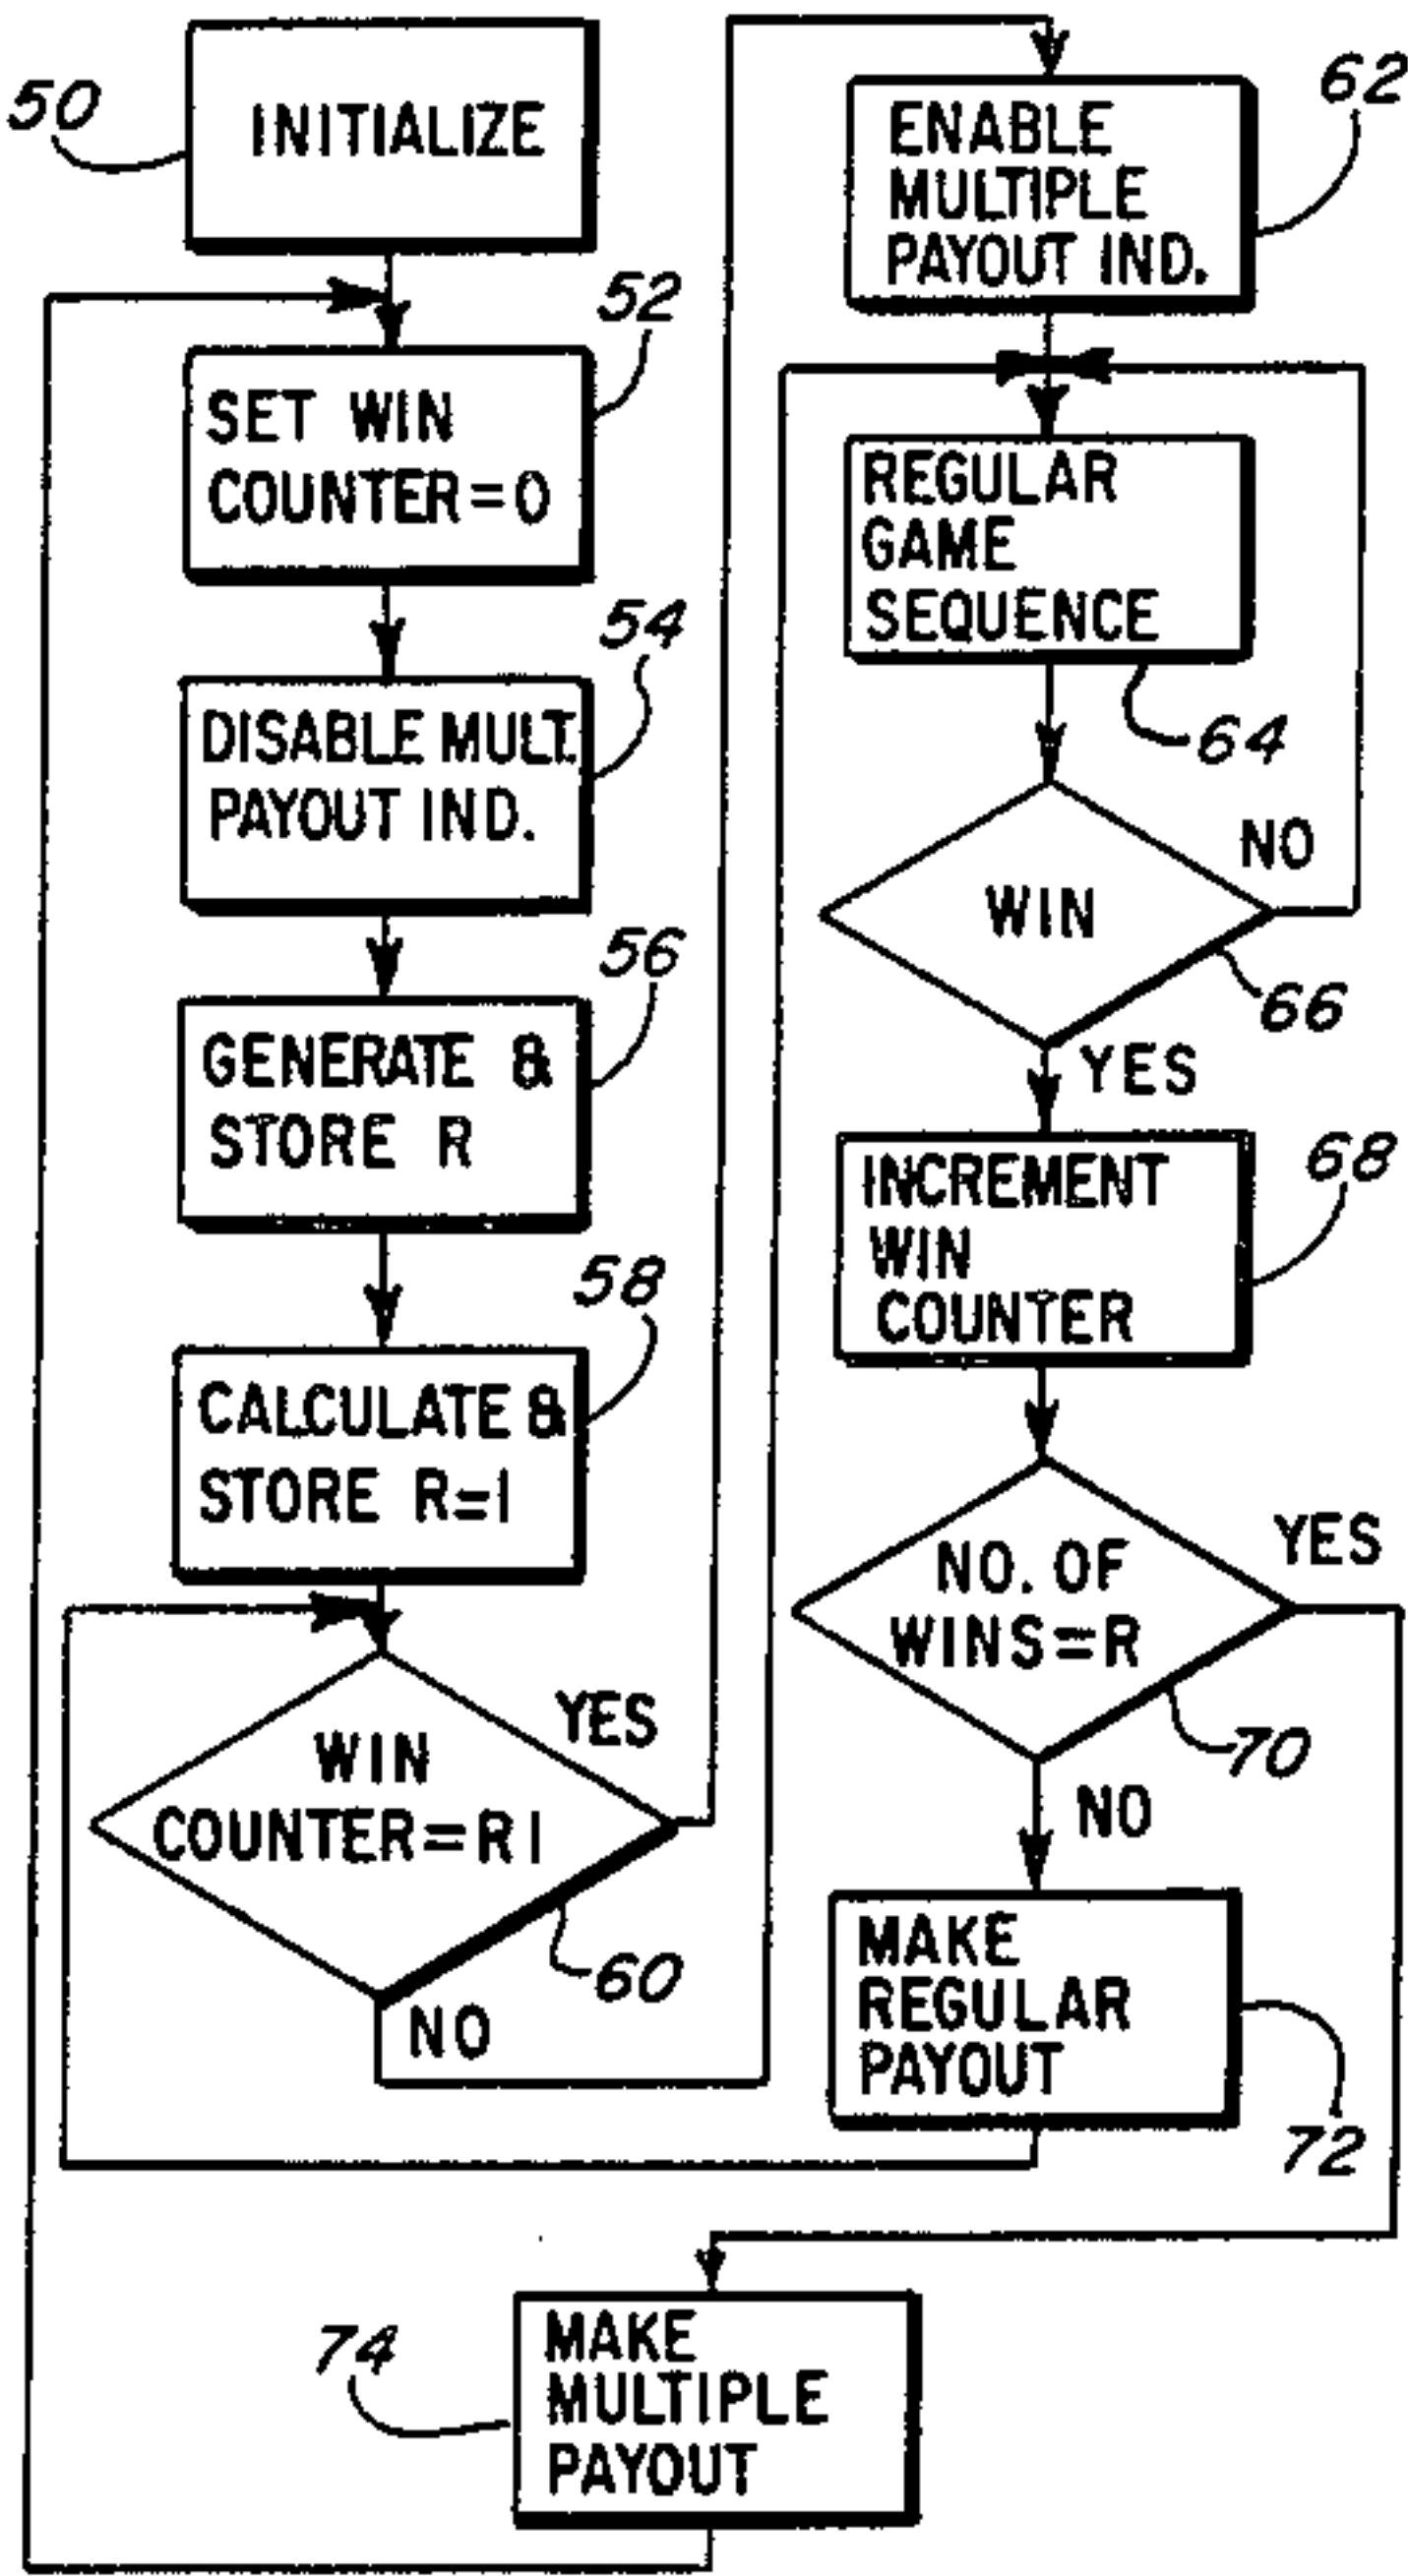 50
INITIALIZE
52
SET WIN
COUNTER=0
54
DISABLE MULT.
PAYOUT IND.
56
GENERATE &
STORE R
58
CALCULATE &
STORE R=1
WIN
COUNTER=R1
YES
60
NO
62
ENABLE
MULTIPLE
PAYOUT IND.
REGULAR
GAME
SEQUENCE
64
WIN
NO
66
YES
68
INCREMENT
WIN
COUNTER
NO. OF
WINS=R
YES
70
NO
MAKE
REGULAR
PAYOUT
72
74
MAKE
MULTIPLE
PAYOUT